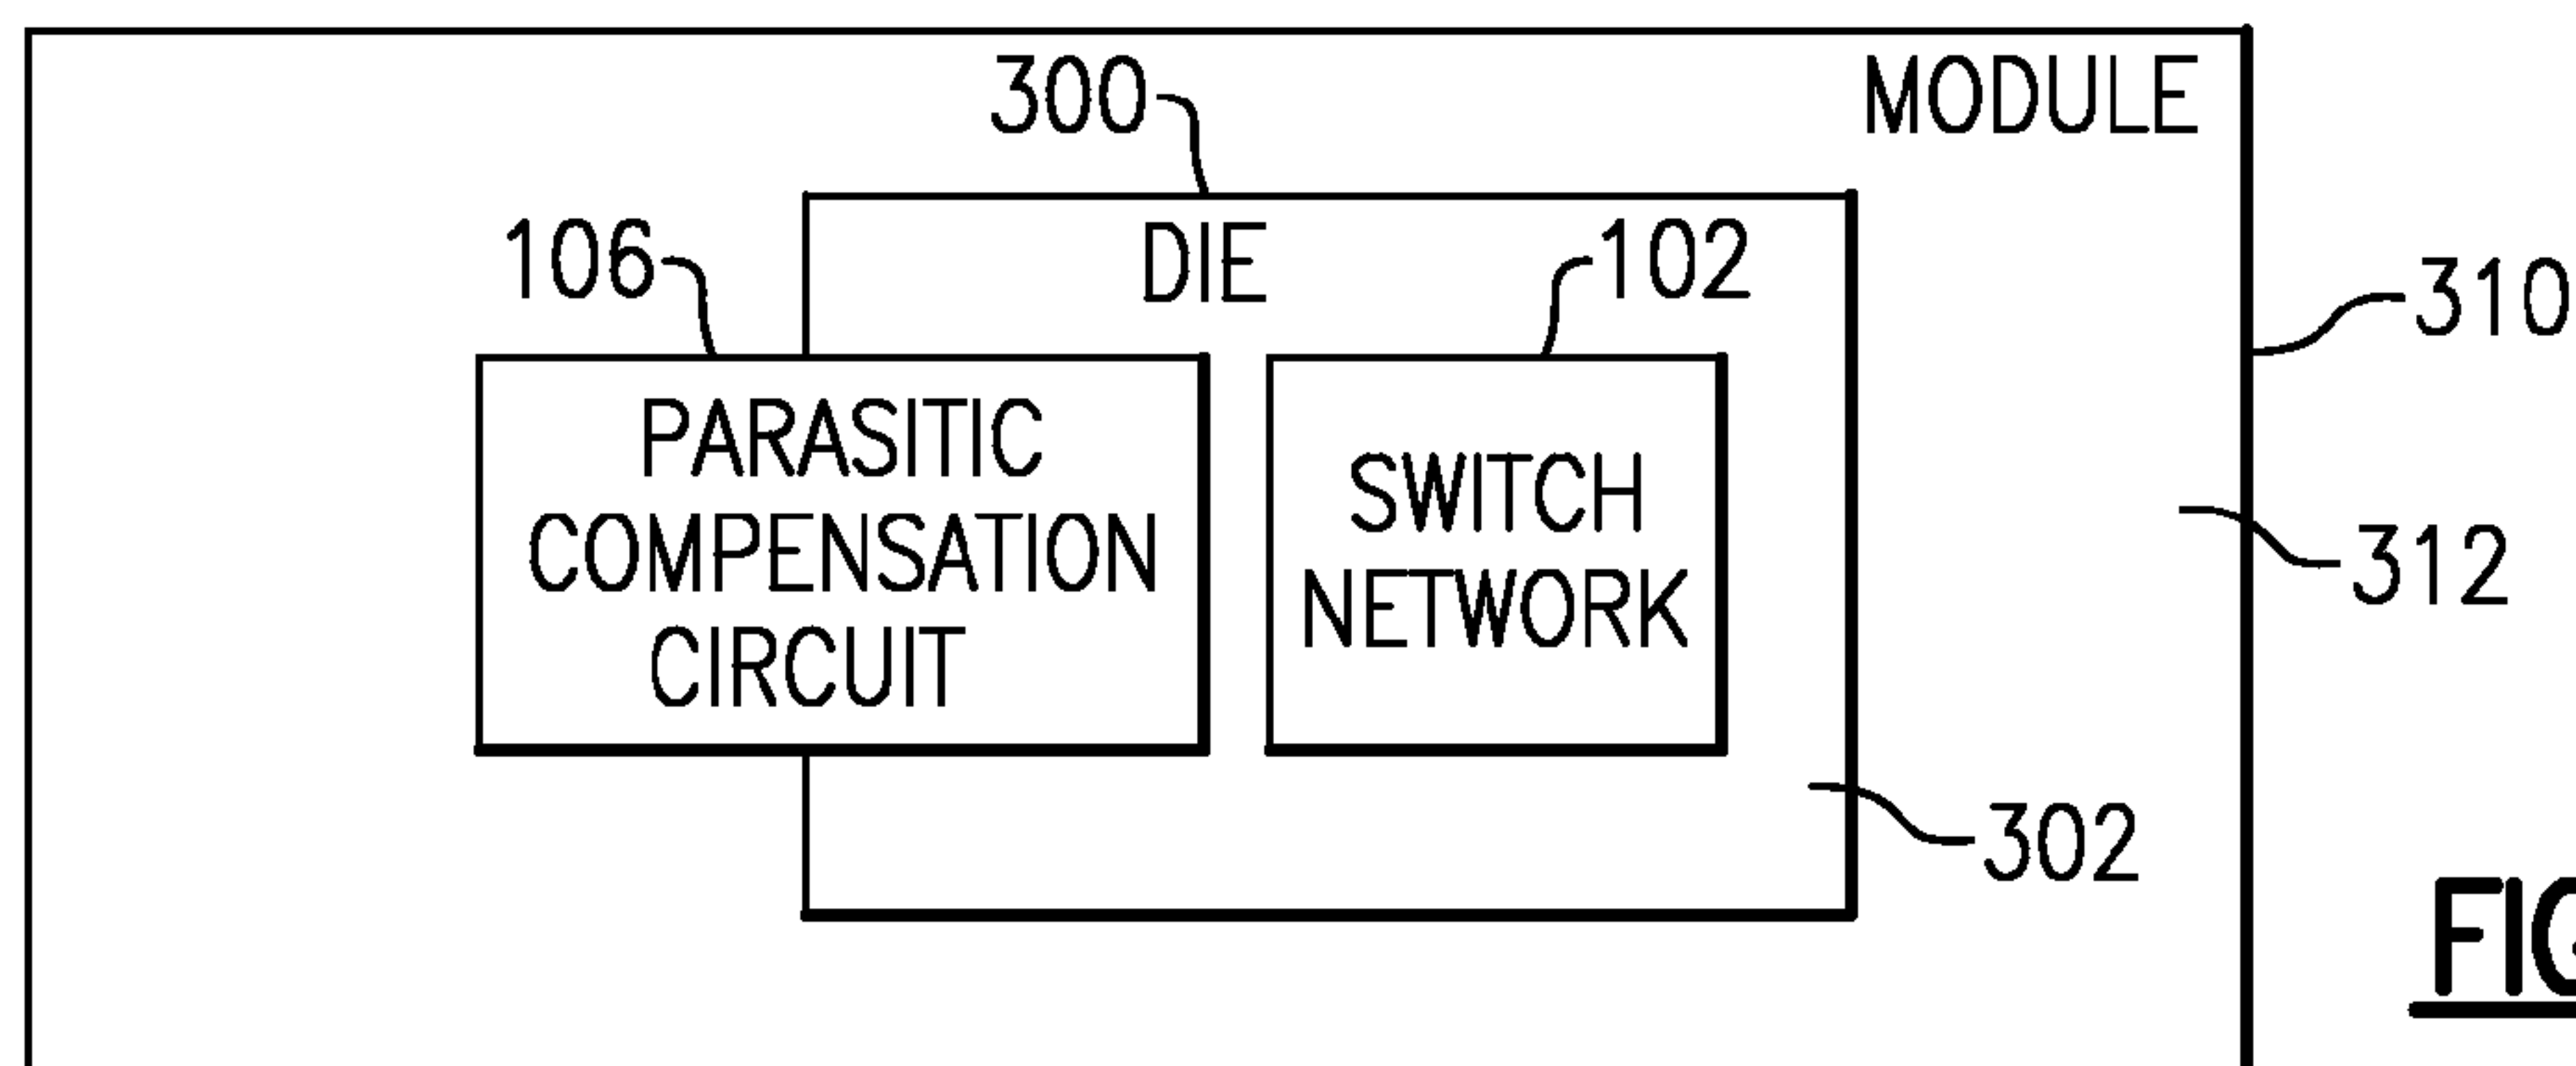 300
MODULE
106
DIE
102
310
PARASITIC
COMPENSATION
CIRCUIT
SWITCH
NETWORK
312
302